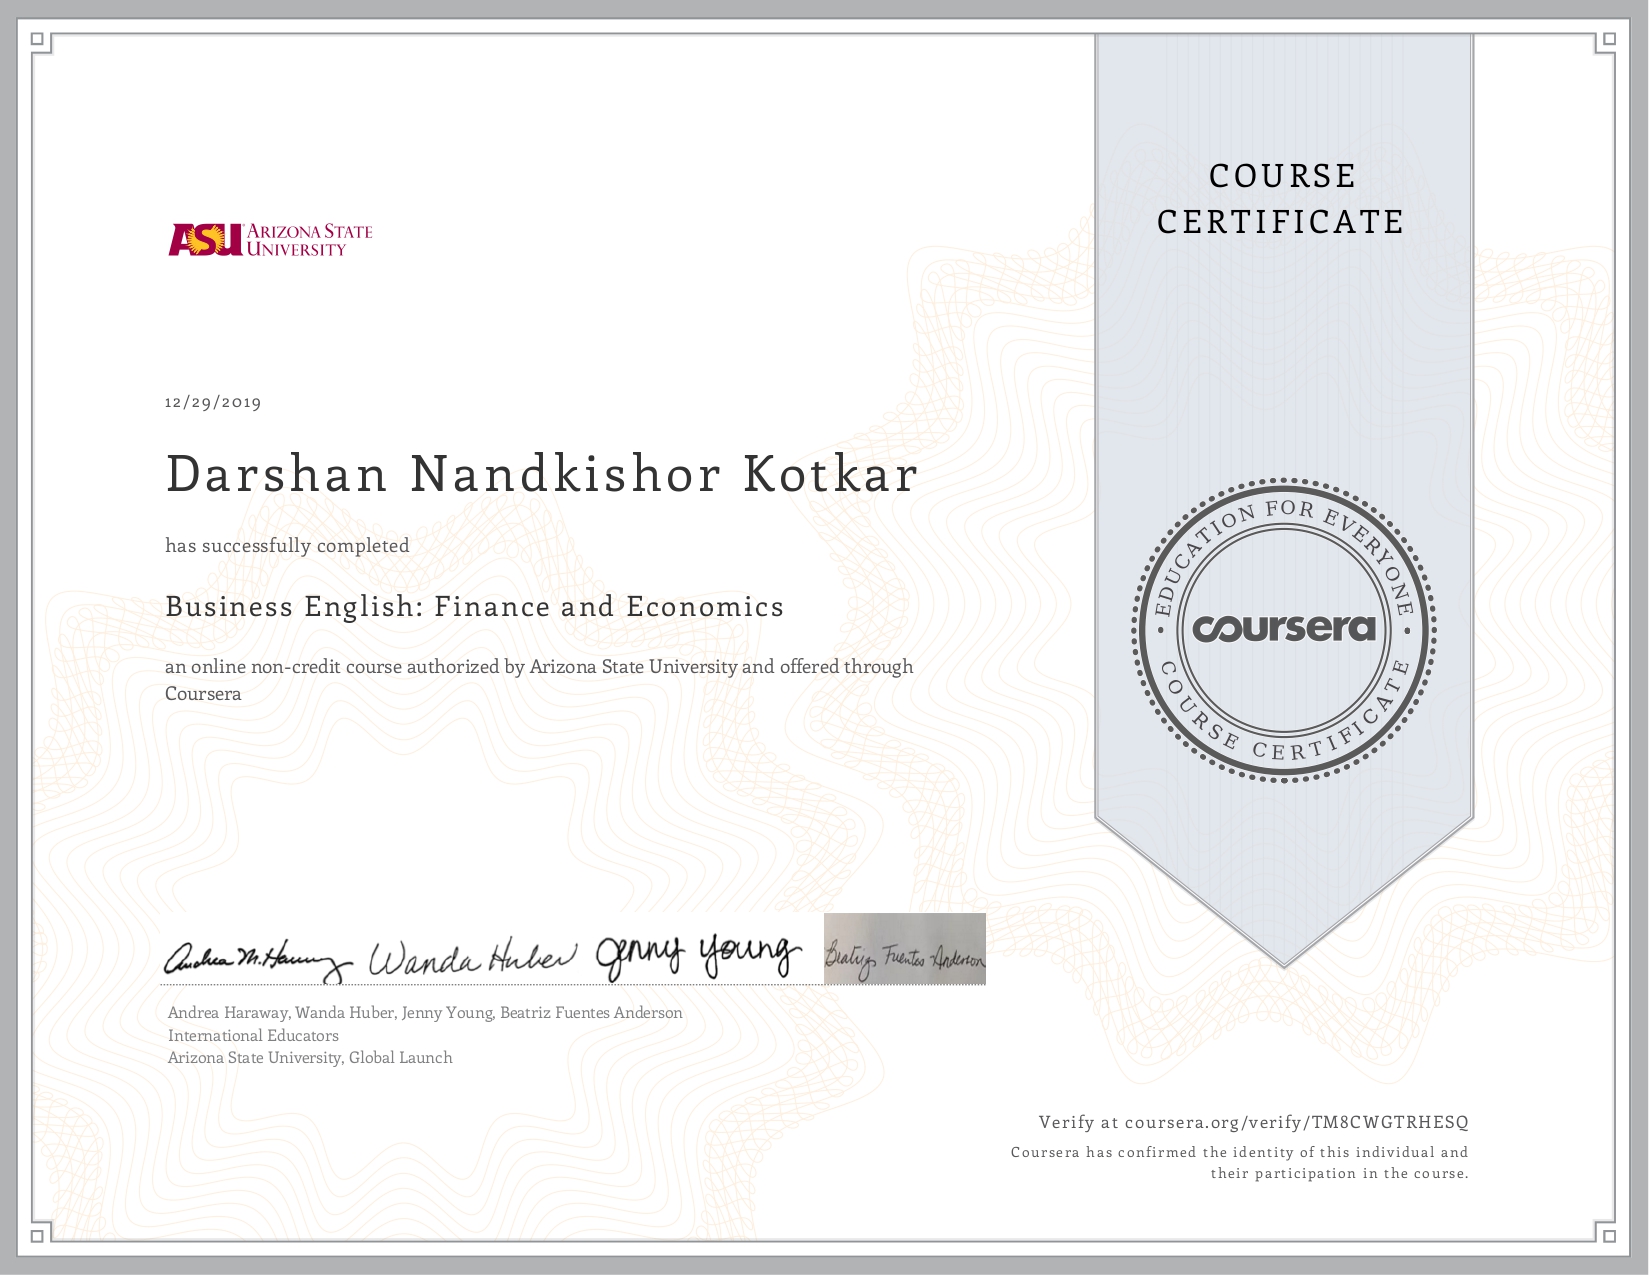 COURSE
CERTIFICATE
ASU ARIZONA STATE
UNIVERSITY
12/29/2019
Darshan Nandkishor Kotkar
has successfully completed
Business English: Finance and Economics
an online non-credit course authorized by Arizona State University and offered through
Coursera
EDUCATION FOR EVERYONE
coursera
COURSE CERTIFICATE
Andrea M. Haraway Wanda Huber Jenny Young Beatriz Fuentes Anderson
Andrea Haraway, Wanda Huber, Jenny Young, Beatriz Fuentes Anderson
International Educators
Arizona State University, Global Launch
Verify at coursera.org/verify/TM8CWGTRHESQ
Coursera has confirmed the identity of this individual and
their participation in the course.